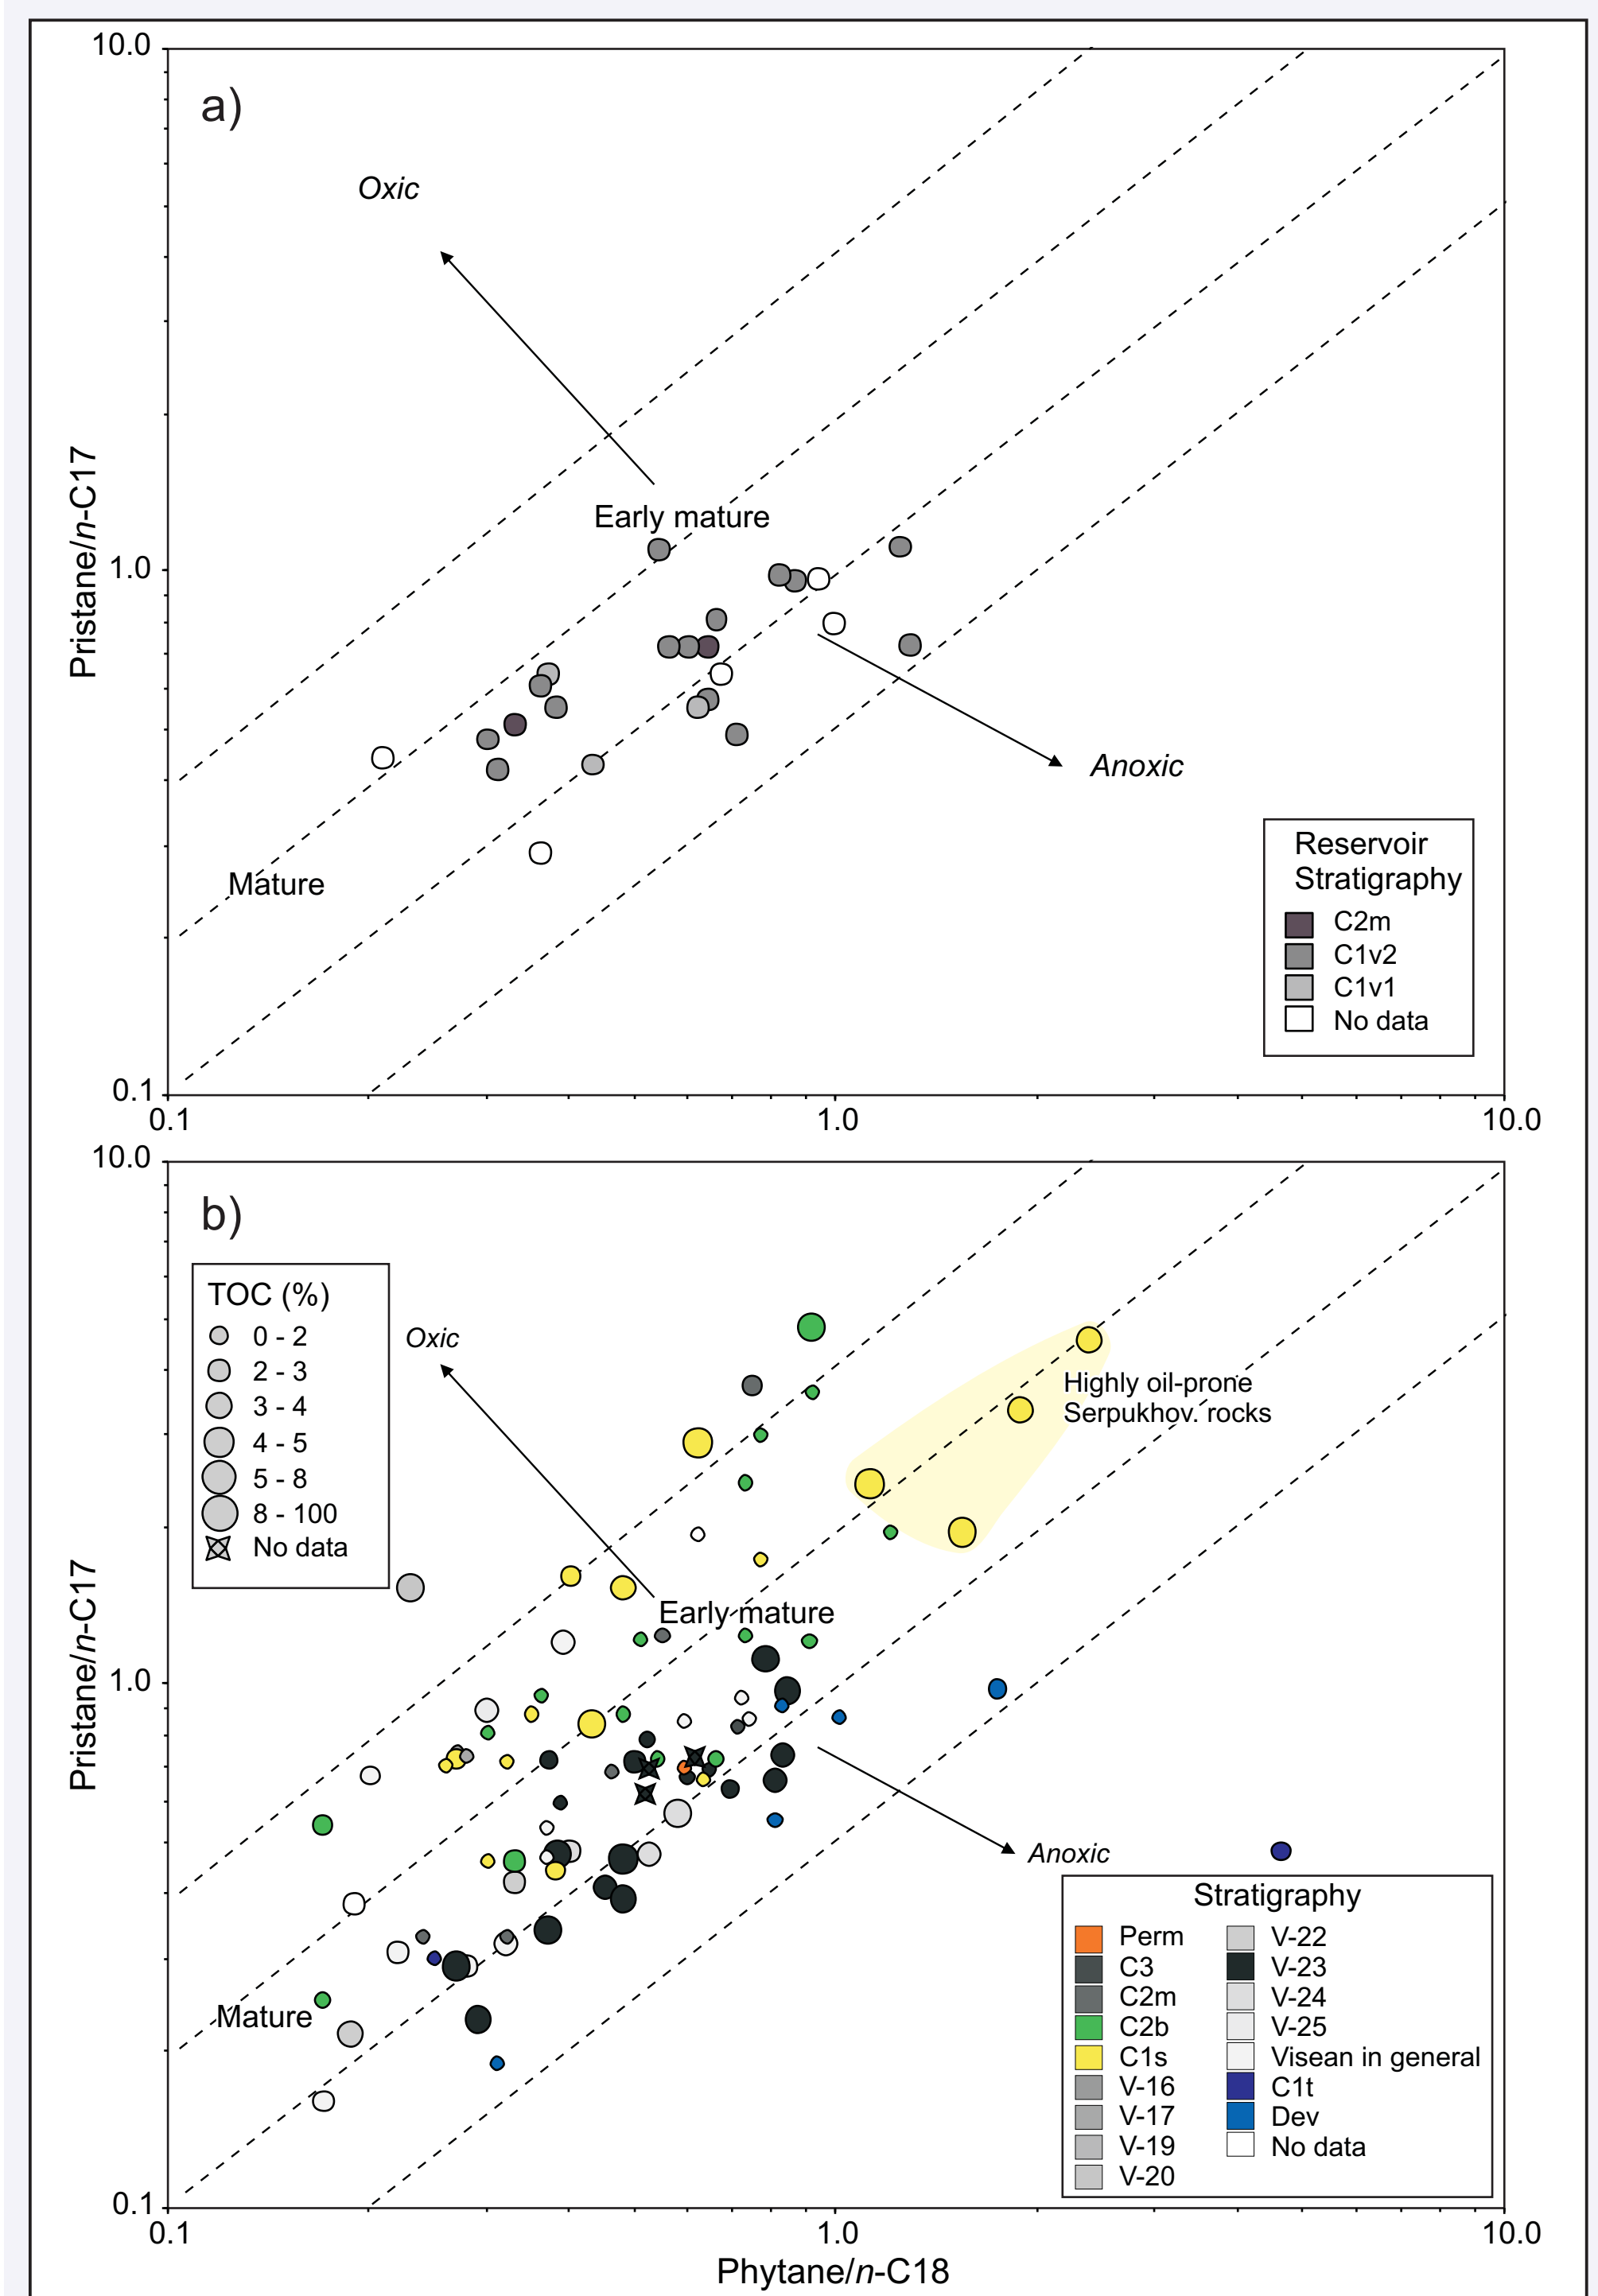 10.0
a)
Oxic
Early mature
Pristane/n-C17
1.0
Anoxic
Mature
Reservoir
Stratigraphy
C2m
C1v2
C1v1
No data
0.1
0.1
1.0
10.0
10.0
b)
TOC (%)
0 - 2
2 - 3
3 - 4
4 - 5
5 - 8
8 - 100
No data
Oxic
Highly oil-prone
Serpukhov. rocks
Early mature
Pristane/n-C17
1.0
Anoxic
Mature
Stratigraphy
Perm
C3
C2m
C2b
C1s
V-16
V-17
V-19
V-20
V-22
V-23
V-24
V-25
Visean in general
C1t
Dev
No data
0.1
0.1
1.0
10.0
Phytane/n-C18